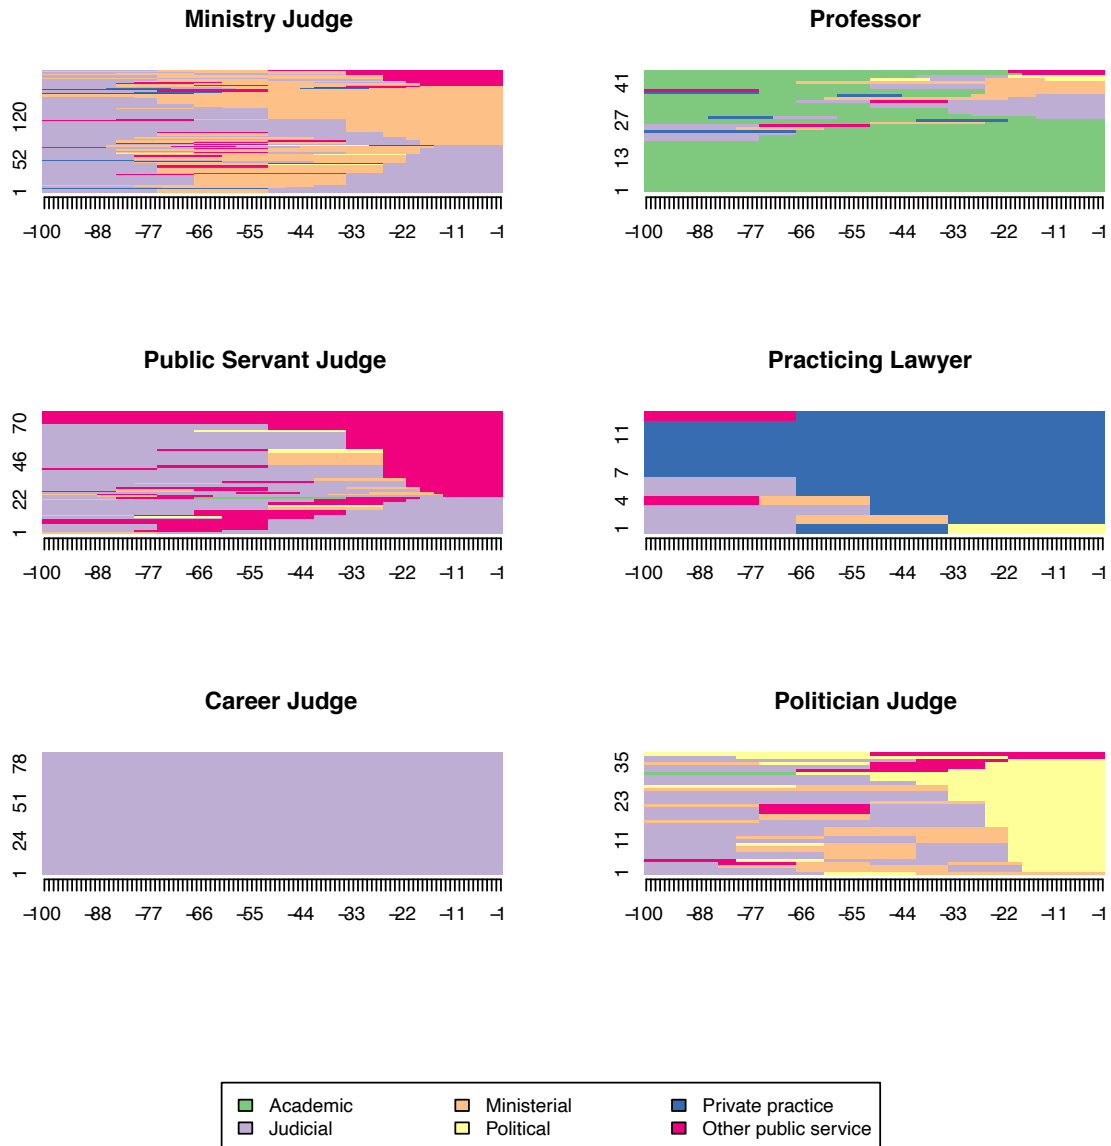 Ministry Judge
120
52
1
−100 −88 −77 −66 −55 −44 −33 −22 −11 −1
Professor
41
27
13
1
−100 −88 −77 −66 −55 −44 −33 −22 −11 −1
Public Servant Judge
70
46
22
1
−100 −88 −77 −66 −55 −44 −33 −22 −11 −1
Practicing Lawyer
11
7
4
1
−100 −88 −77 −66 −55 −44 −33 −22 −11 −1
Career Judge
78
51
24
1
−100 −88 −77 −66 −55 −44 −33 −22 −11 −1
Politician Judge
35
23
11
1
−100 −88 −77 −66 −55 −44 −33 −22 −11 −1
Academic Ministerial Private practice
Judicial Political Other public service